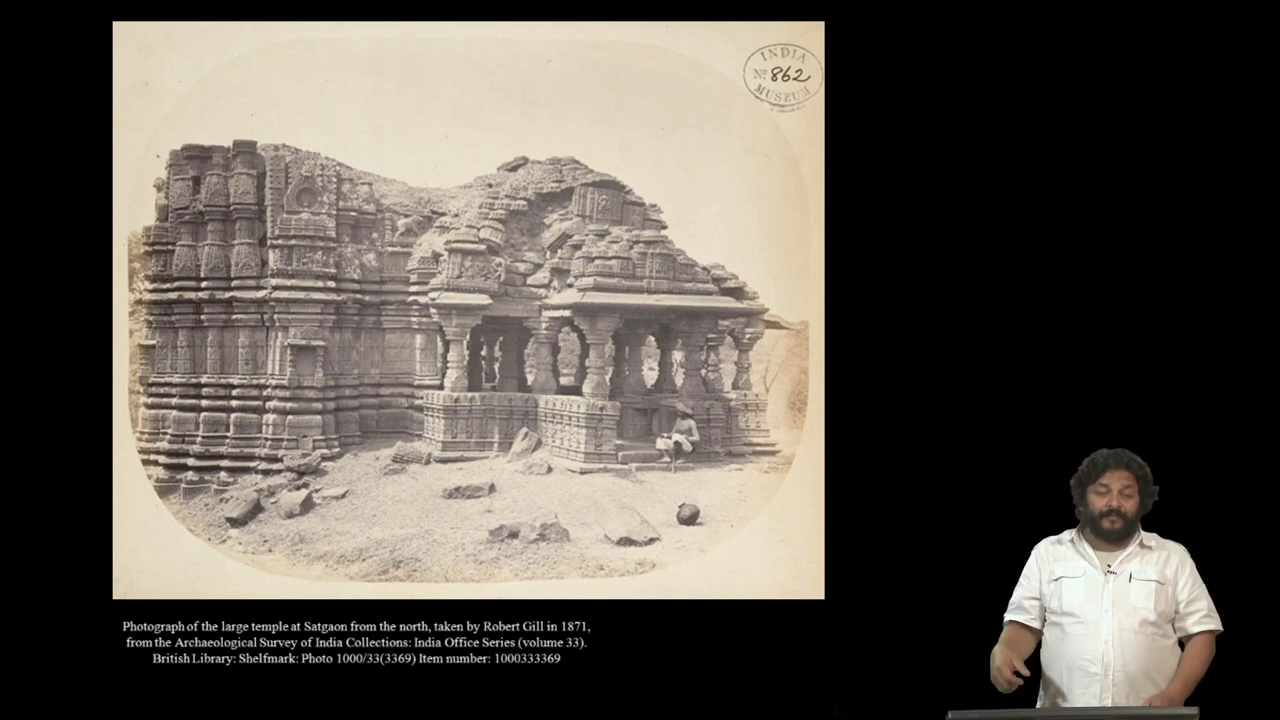 INDIA
No. 862
MUSEUM
Photograph of the large temple at Satgaon from the north, taken by Robert Gill in 1871,
from the Archaeological Survey of India Collections: India Office Series (volume 33).
British Library: Shelfmark: Photo 1000/33(3369) Item number: 1000333369